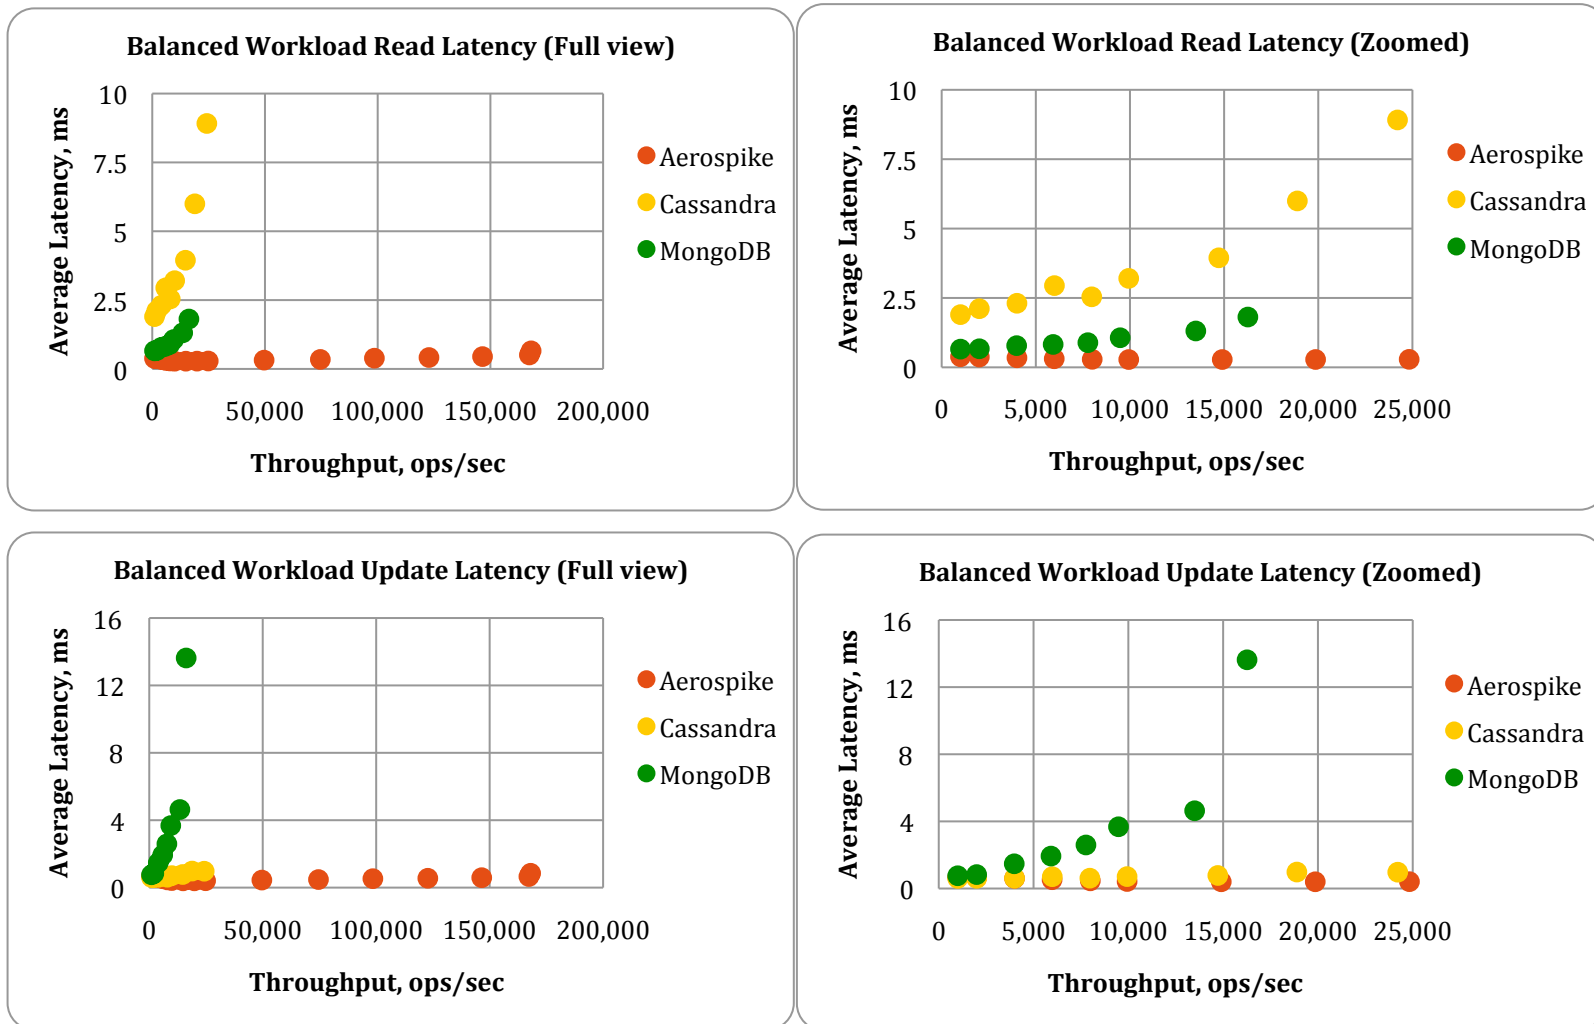 Balanced Workload Read Latency (Full view)
Average Latency, ms
10
7.5
5
2.5
0
0 50,000 100,000 150,000 200,000
Throughput, ops/sec
Aerospike
Cassandra
MongoDB
Balanced Workload Read Latency (Zoomed)
Average Latency, ms
10
7.5
5
2.5
0
0 5,000 10,000 15,000 20,000 25,000
Throughput, ops/sec
Aerospike
Cassandra
MongoDB
Balanced Workload Update Latency (Full view)
Average Latency, ms
16
12
8
4
0
0 50,000 100,000 150,000 200,000
Throughput, ops/sec
Aerospike
Cassandra
MongoDB
Balanced Workload Update Latency (Zoomed)
Average Latency, ms
16
12
8
4
0
0 5,000 10,000 15,000 20,000 25,000
Throughput, ops/sec
Aerospike
Cassandra
MongoDB